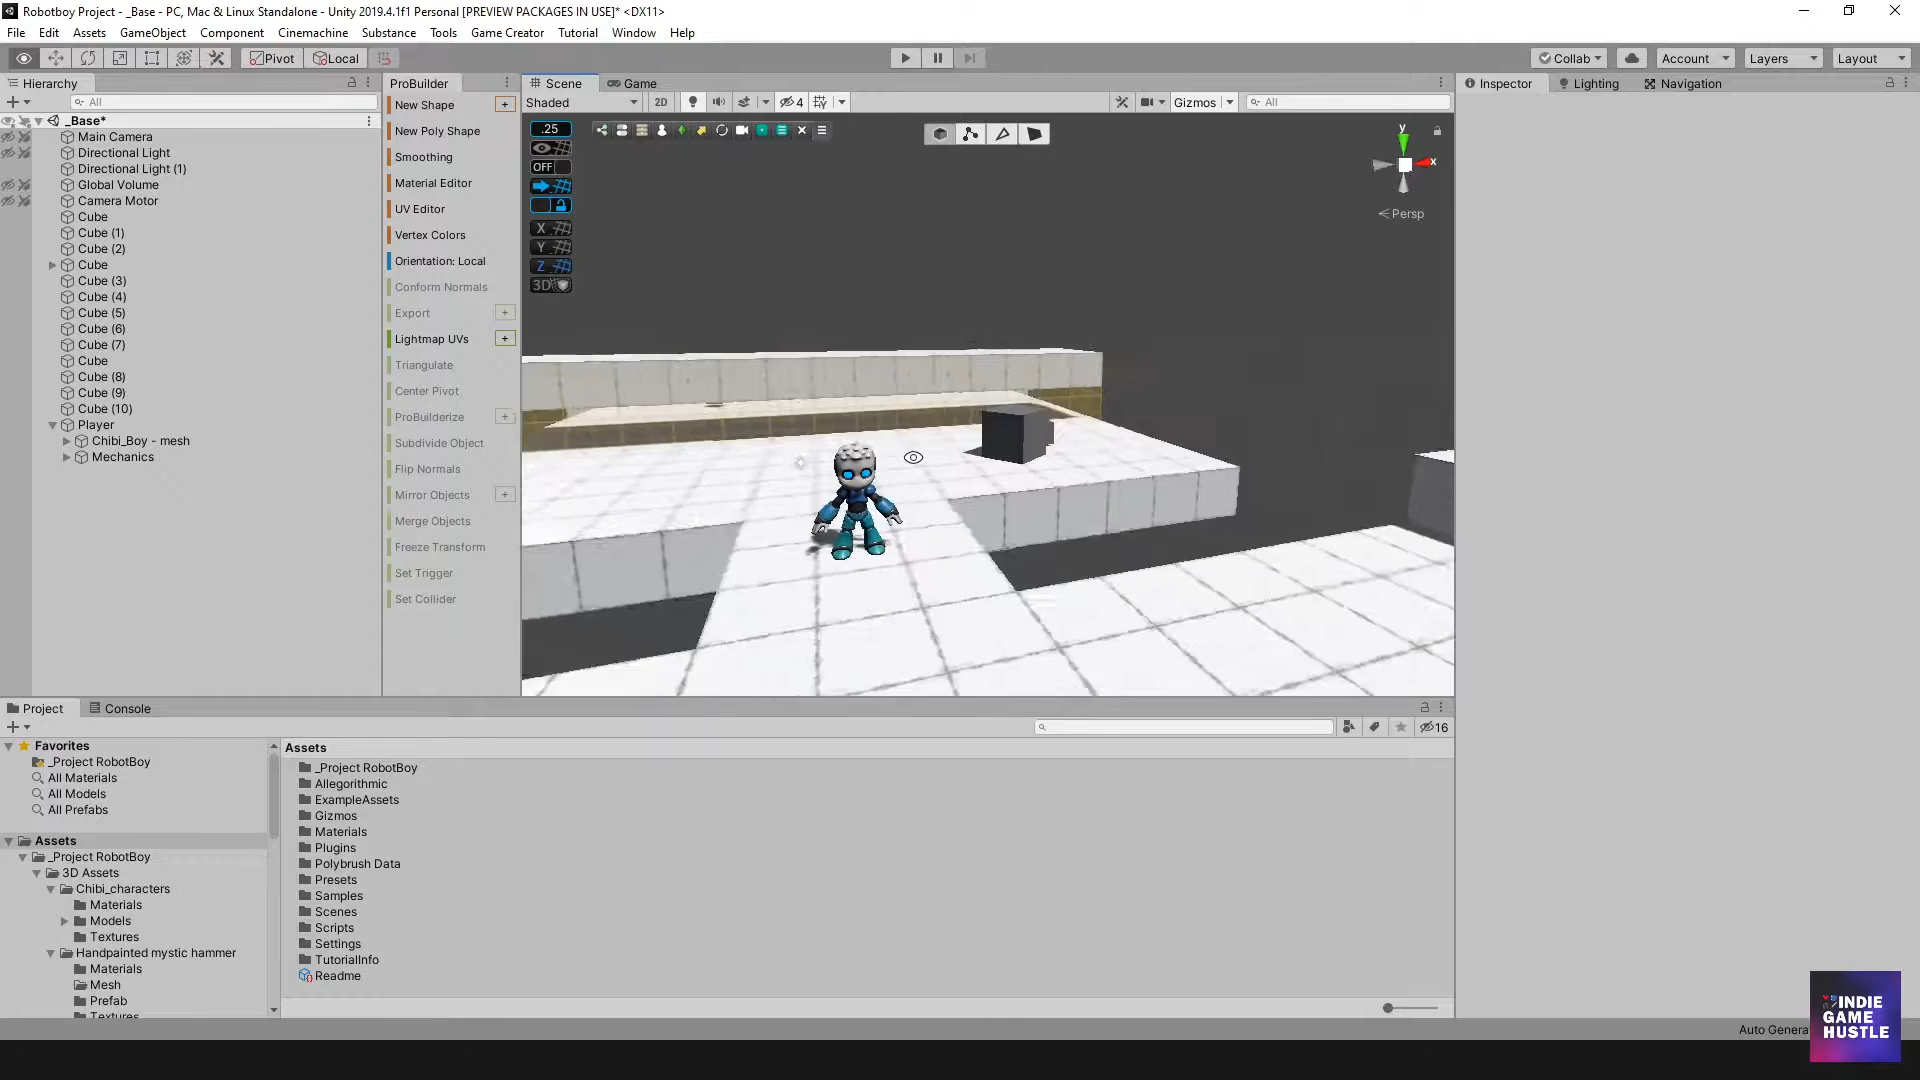 Robotboy Project - _Base - PC, Mac & Linux Standalone - Unity 2019.4.1f1 Personal [PREVIEW PACKAGES IN USE]* <DX11>
File Edit Assets GameObject Component Cinemachine Substance Tools Game Creator Tutorial Window Help
Pivot Local Collab Account Layers Layout
Hierarchy
All
_Base*
Main Camera
Directional Light
Directional Light (1)
Global Volume
Camera Motor
Cube
Cube (1)
Cube (2)
Cube
Cube (3)
Cube (4)
Cube (5)
Cube (6)
Cube (7)
Cube
Cube (8)
Cube (9)
Cube (10)
Player
Chibi_Boy - mesh
Mechanics
ProBuilder
New Shape +
New Poly Shape
Smoothing
Material Editor
UV Editor
Vertex Colors
Orientation: Local
Conform Normals
Export +
Lightmap UVs +
Triangulate
Center Pivot
ProBuilderize +
Subdivide Object
Flip Normals
Mirror Objects +
Merge Objects
Freeze Transform
Set Trigger
Set Collider
Scene Game
Shaded 2D 4 Gizmos All
.25
OFF
X
Y
Z
3D
y
x
Persp
Inspector Lighting Navigation
Project Console
16
Favorites
_Project RobotBoy
All Materials
All Models
All Prefabs
Assets
_Project RobotBoy
3D Assets
Chibi_characters
Materials
Models
Textures
Handpainted mystic hammer
Materials
Mesh
Prefab
Textures
Assets
_Project RobotBoy
Allegorithmic
ExampleAssets
Gizmos
Materials
Plugins
Polybrush Data
Presets
Samples
Scenes
Scripts
Settings
TutorialInfo
Readme
Auto Genera
INDIE
GAME
HUSTLE